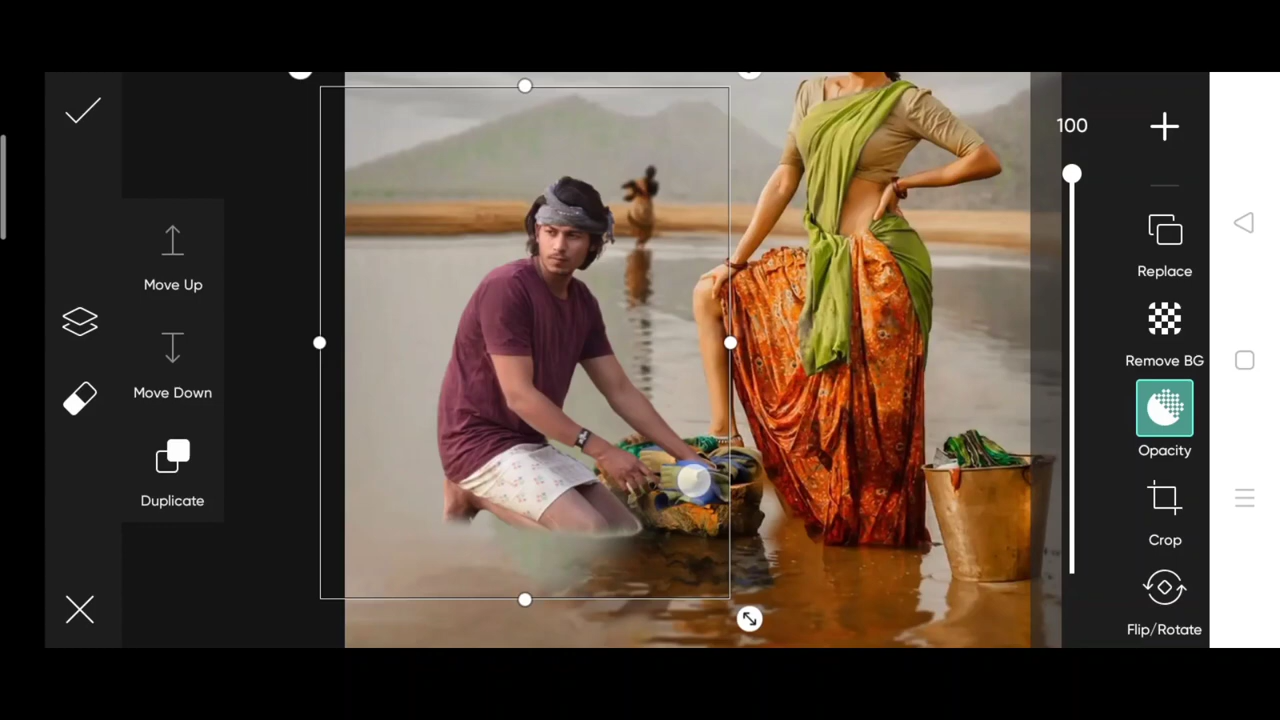 Move Up
Move Down
Duplicate
100
Replace
Remove BG
Opacity
Crop
Flip/Rotate